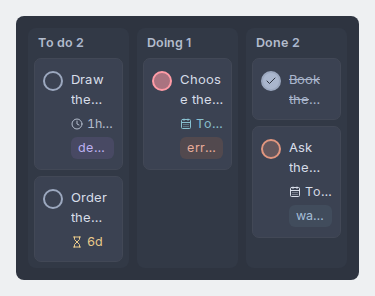 To do 2
Draw
the...
1h...
de...
Order
the...
6d
Doing 1
Choos
e the...
To...
err...
Done 2
Book
the...
Ask
the...
To...
wa...